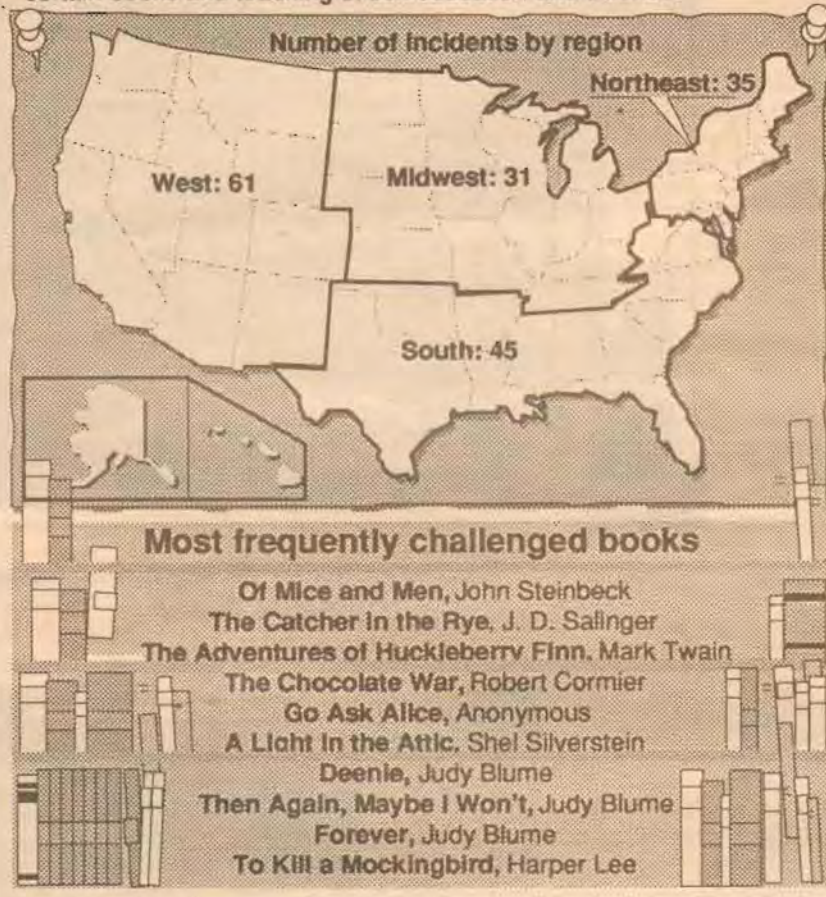 Number of incidents by region
Northeast: 35
West: 61
Midwest: 31
South: 45
Most frequently challenged books
Of Mice and Men, John Steinbeck
The Catcher in the Rye, J. D. Salinger
The Adventures of Huckleberry Finn, Mark Twain
The Chocolate War, Robert Cormier
Go Ask Alice, Anonymous
A Light in the Attic, Shel Silverstein
Deenie, Judy Blume
Then Again, Maybe I Won't, Judy Blume
Forever, Judy Blume
To Kill a Mockingbird, Harper Lee